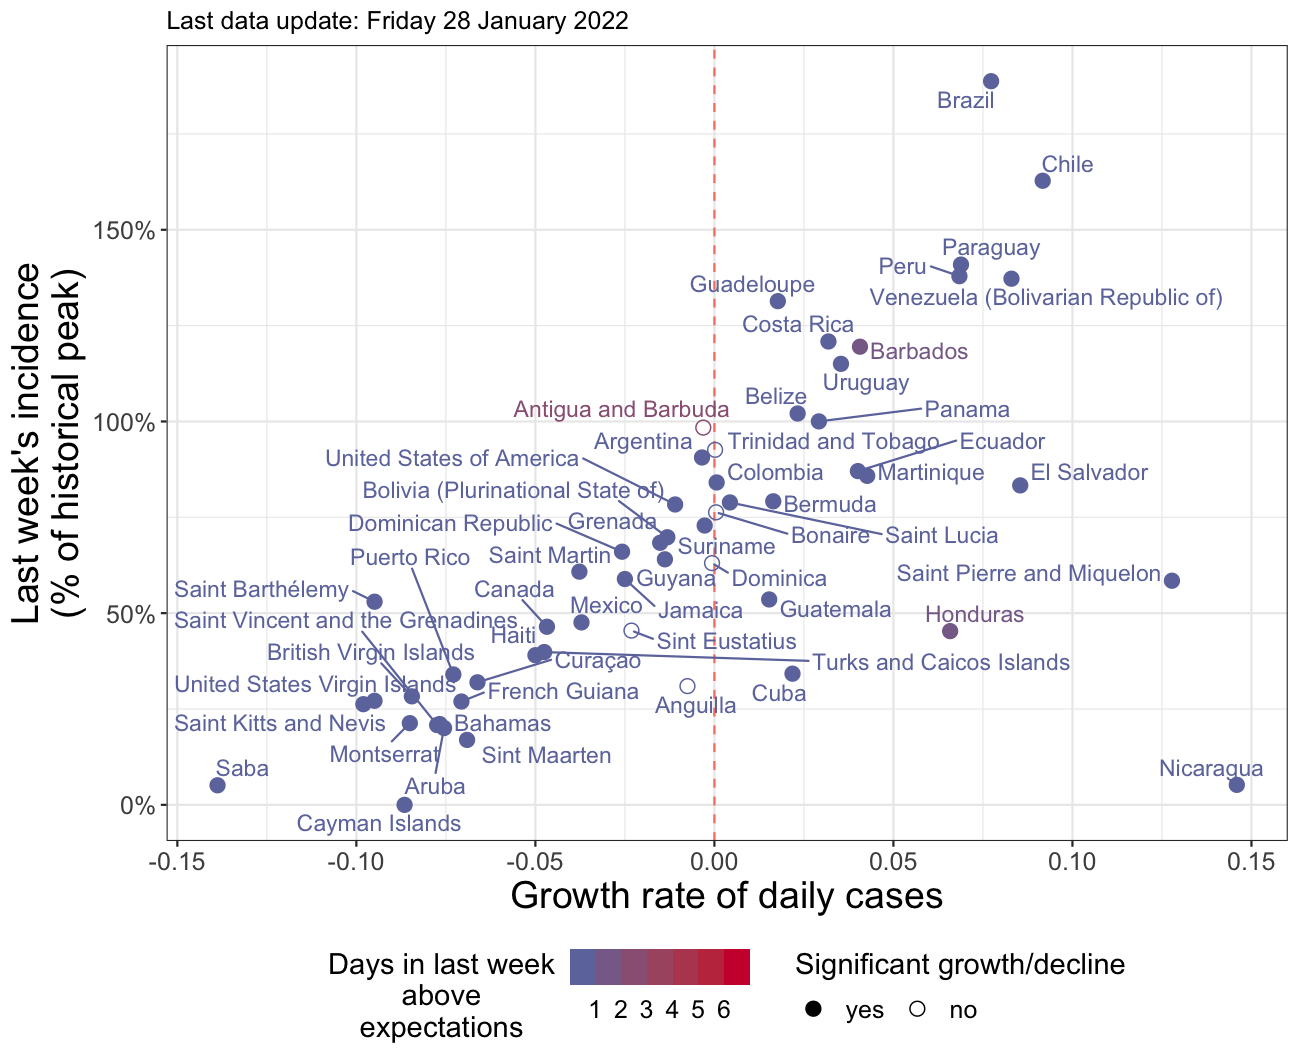 Last data update: Friday 28 January 2022
Last week's incidence
(% of historical peak)
150%
100%
50%
0%
Brazil
Chile
Paraguay
Peru
Venezuela (Bolivarian Republic of)
Guadeloupe
Costa Rica
Barbados
Uruguay
Belize
Panama
Antigua and Barbuda
Argentina
Trinidad and Tobago
Ecuador
United States of America
Colombia
Martinique
El Salvador
Bolivia (Plurinational State of)
Bermuda
Dominican Republic
Grenada
Bonaire
Saint Lucia
Suriname
Puerto Rico
Saint Martin
Guyana
Dominica
Saint Pierre and Miquelon
Saint Barthélemy
Canada
Mexico
Jamaica
Guatemala
Honduras
Saint Vincent and the Grenadines
Haiti
Sint Eustatius
British Virgin Islands
Curaçao
Turks and Caicos Islands
United States Virgin Islands
French Guiana
Anguilla
Cuba
Saint Kitts and Nevis
Bahamas
Montserrat
Sint Maarten
Saba
Aruba
Nicaragua
Cayman Islands
-0.15
-0.10
-0.05
0.00
0.05
0.10
0.15
Growth rate of daily cases
Days in last week
above
expectations
1 2 3 4 5 6
Significant growth/decline
yes
no